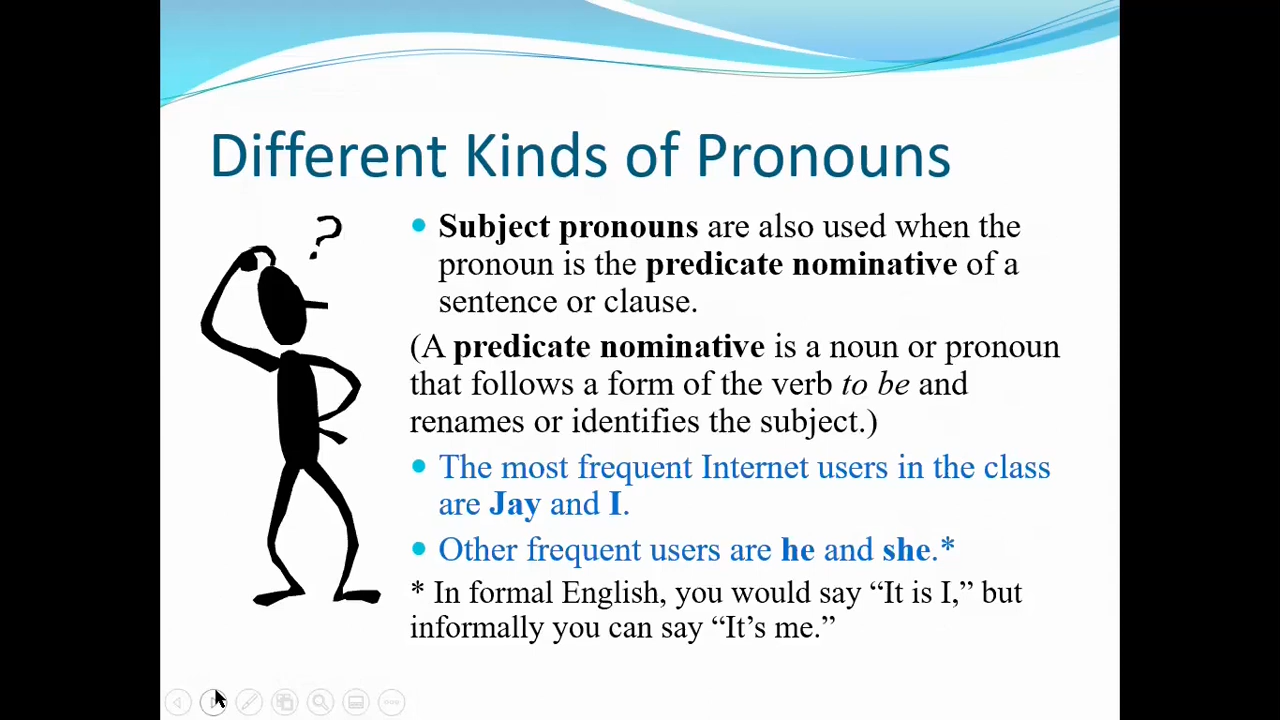 Different Kinds of Pronouns
?
• Subject pronouns are also used when the
pronoun is the predicate nominative of a
sentence or clause.
(A predicate nominative is a noun or pronoun
that follows a form of the verb to be and
renames or identifies the subject.)
• The most frequent Internet users in the class
are Jay and I.
• Other frequent users are he and she.*
* In formal English, you would say “It is I,” but
informally you can say “It’s me.”